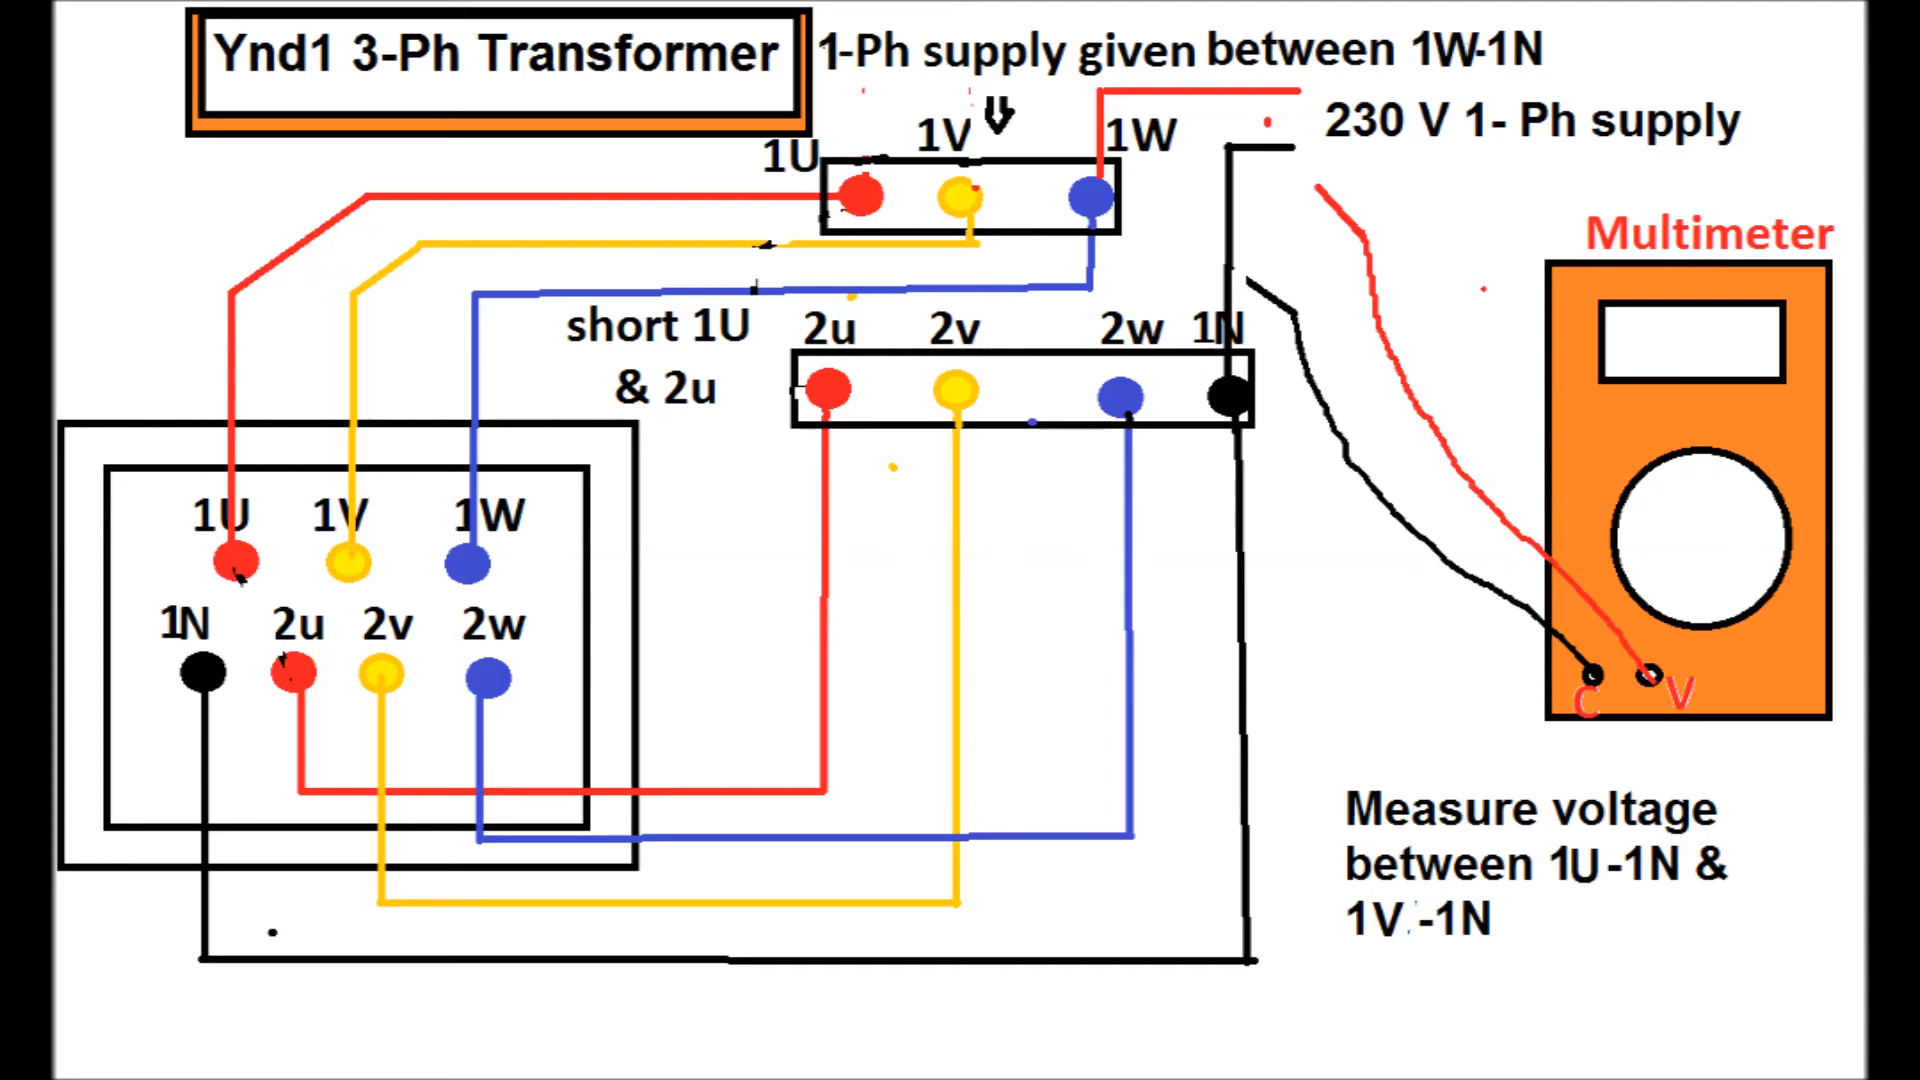 Ynd1 3-Ph Transformer
1-Ph supply given between 1W-1N
230 V 1- Ph supply
1U
1V
1W
Multimeter
short 1U
& 2u
2u
2v
2w
1N
1U
1V
1W
1N
2u
2v
2w
C
V
Measure voltage
between 1U-1N &
1V -1N